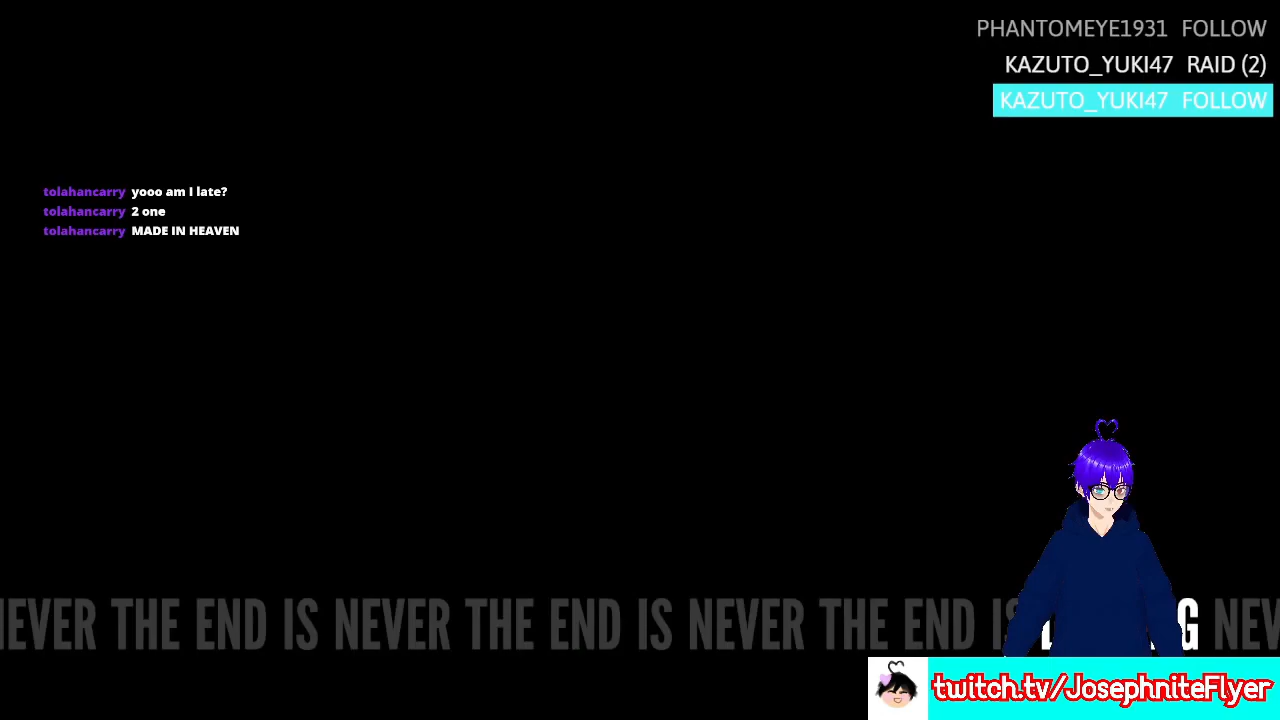 PHANTOMEYE1931 FOLLOW
KAZUTO_YUKI47 RAID (2)
KAZUTO_YUKI47 FOLLOW
tolahancarry yooo am I late?
tolahancarry 2 one
tolahancarry MADE IN HEAVEN
NEVER THE END IS NEVER THE END IS NEVER THE END IS NEV
twitch.tv/JosephniteFlyer